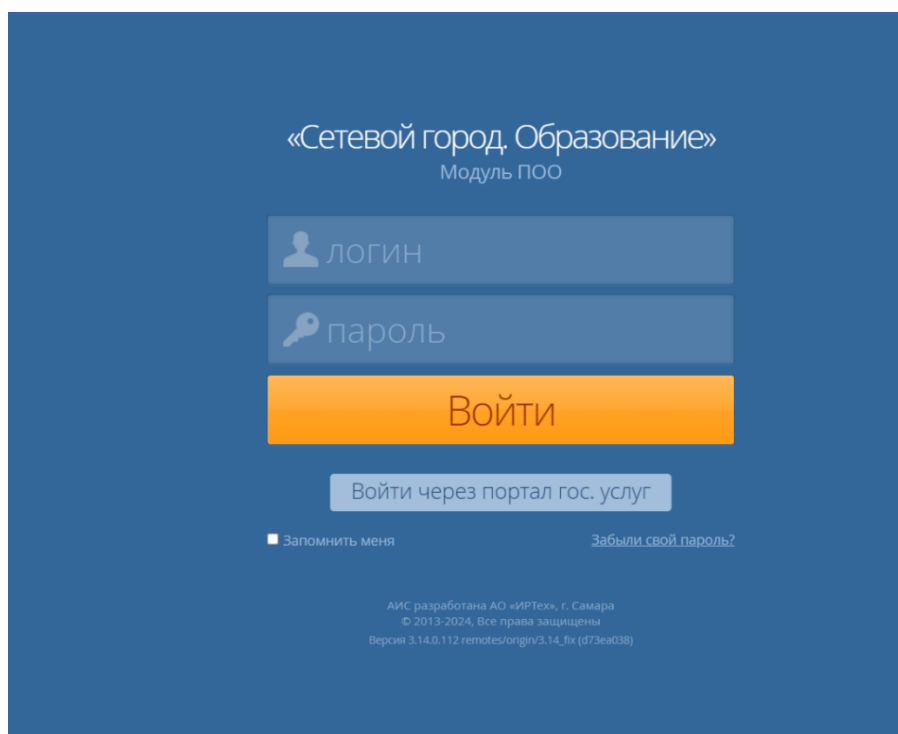 «Сетевой город. Образование»
Модуль ПОО
логин
пароль
Войти
Войти через портал гос. услуг
Запомнить меня
Забыли свой пароль?
АИС разработана АО «ИРТех», г. Самара
© 2013-2024, Все права защищены
Версия 3.14.0.112 remotes/origin/3.14_fix (d73ea038)